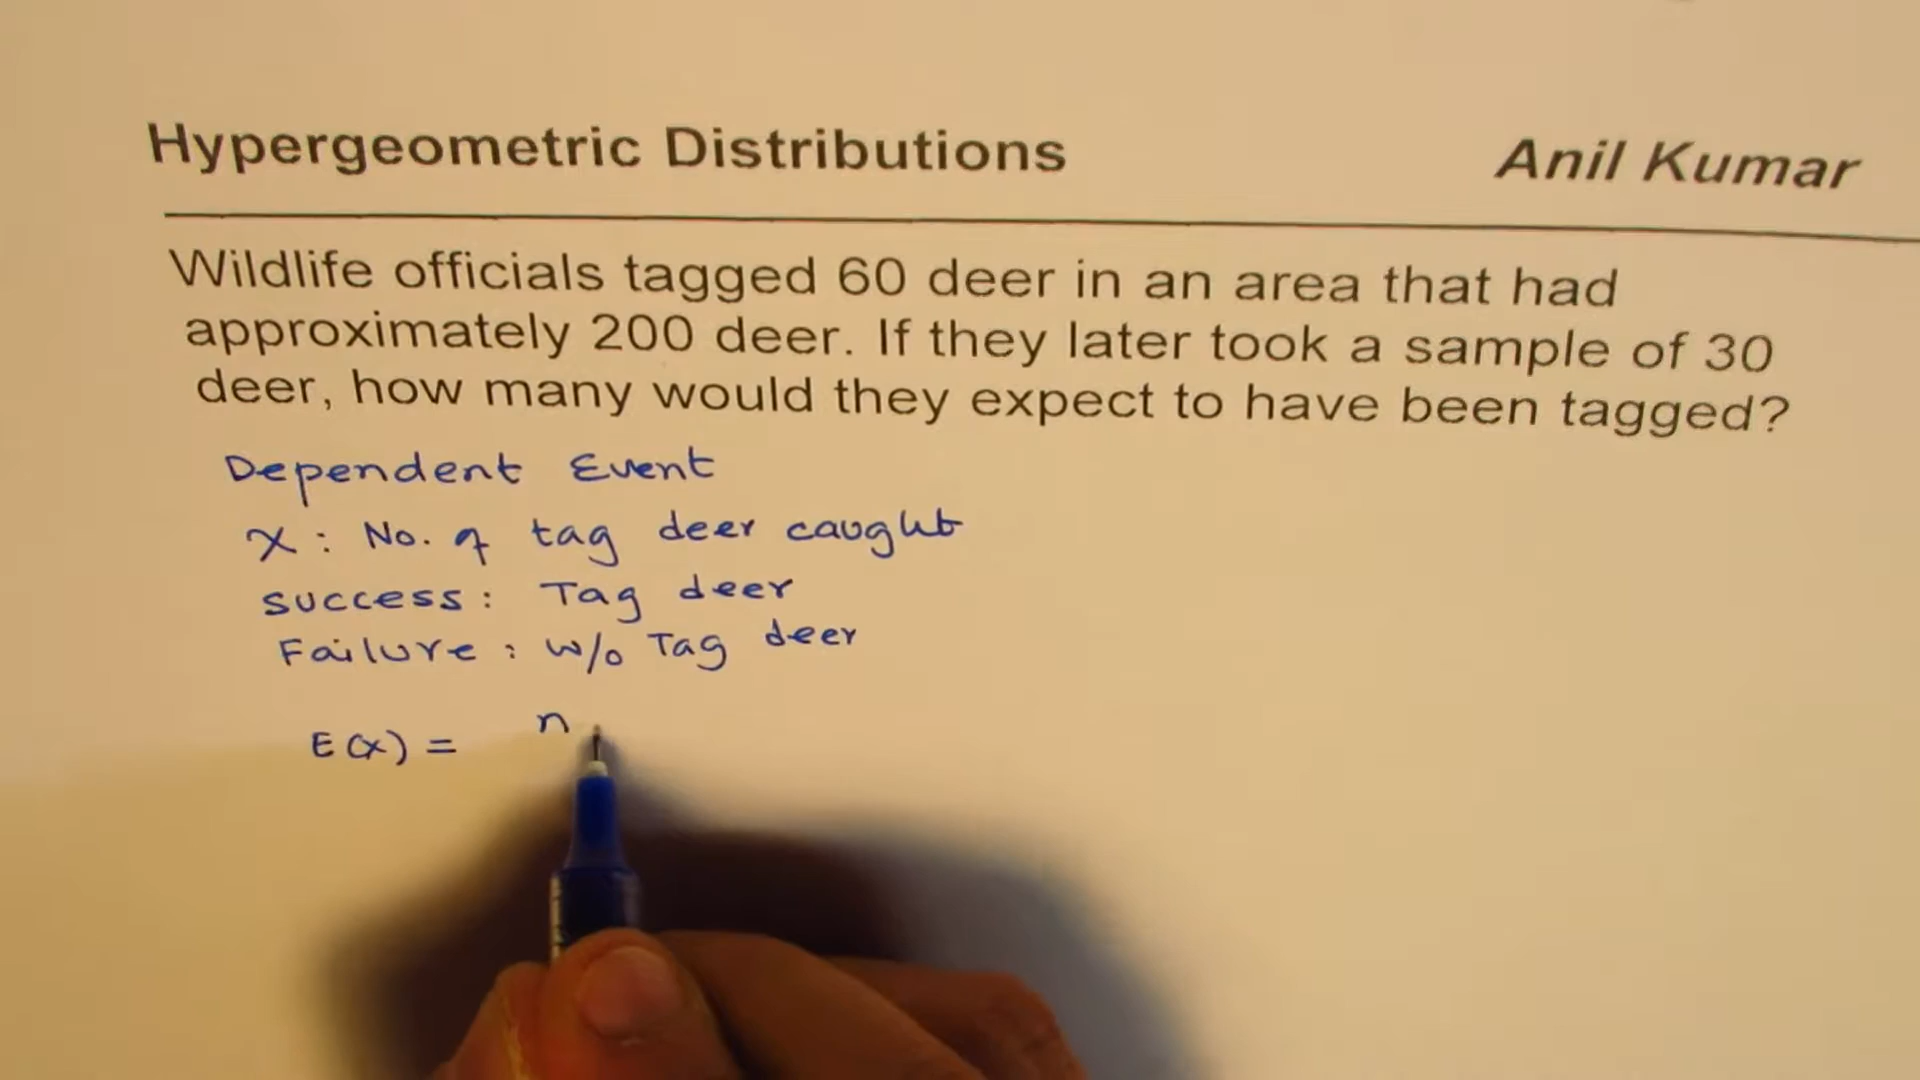 Hypergeometric Distributions
Anil Kumar
Wildlife officials tagged 60 deer in an area that had
approximately 200 deer. If they later took a sample of 30
deer, how many would they expect to have been tagged?
Dependent Event
X : No. of tag deer caught
success : Tag deer
Failure : w/o Tag deer
E(x) = n